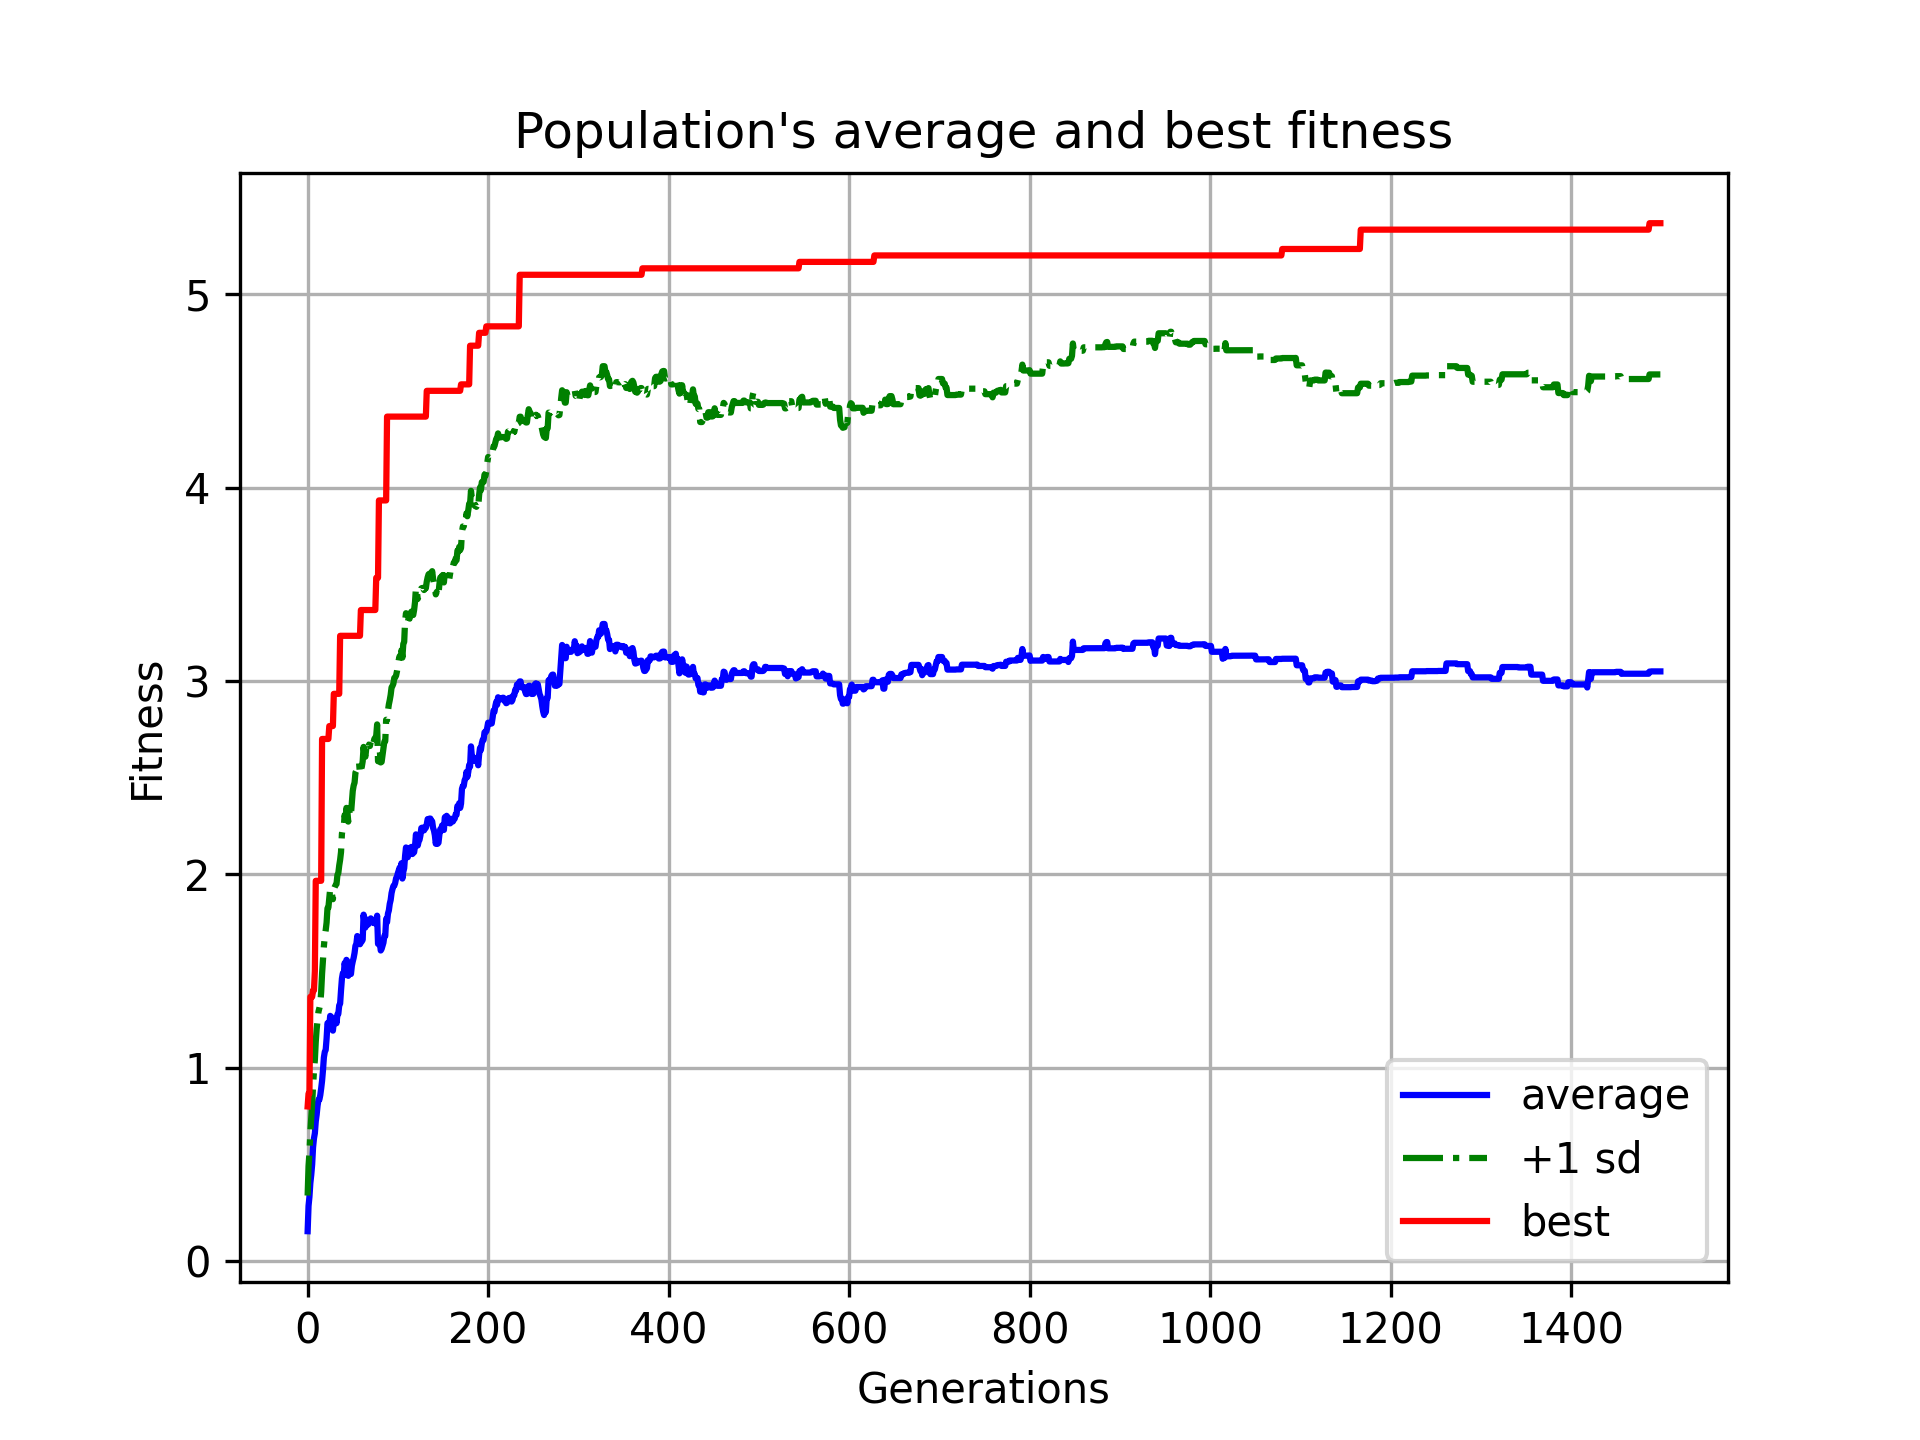 Population's average and best fitness
Fitness
5
4
3
2
1
0
0 200 400 600 800 1000 1200 1400
Generations
average
+1 sd
best